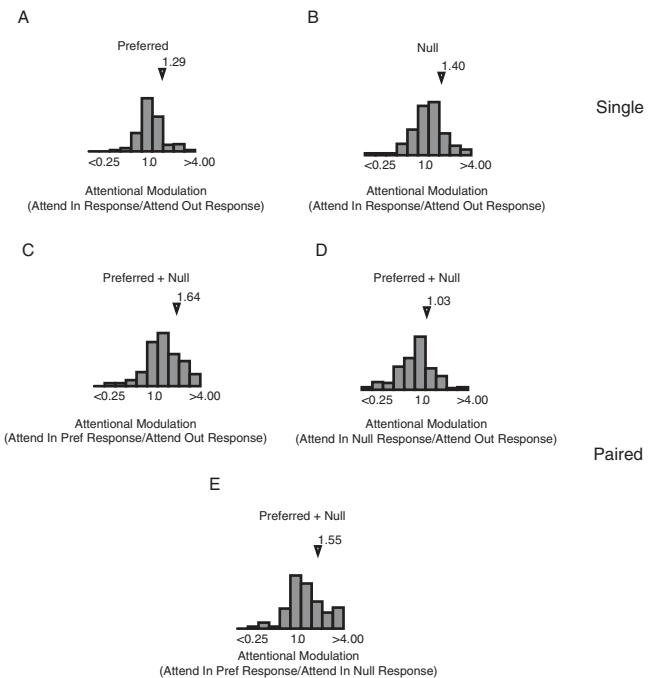 A
Preferred
1.29
<0.25 1.0 >4.00
Attentional Modulation
(Attend In Response/Attend Out Response)
B
Null
1.40
<0.25 1.0 >4.00
Attentional Modulation
(Attend In Response/Attend Out Response)
Single
C
Preferred + Null
1.64
<0.25 1.0 >4.00
Attentional Modulation
(Attend In Pref Response/Attend Out Response)
D
Preferred + Null
1.03
<0.25 1.0 >4.00
Attentional Modulation
(Attend In Null Response/Attend Out Response)
Paired
E
Preferred + Null
1.55
<0.25 1.0 >4.00
Attentional Modulation
(Attend In Pref Response/Attend In Null Response)